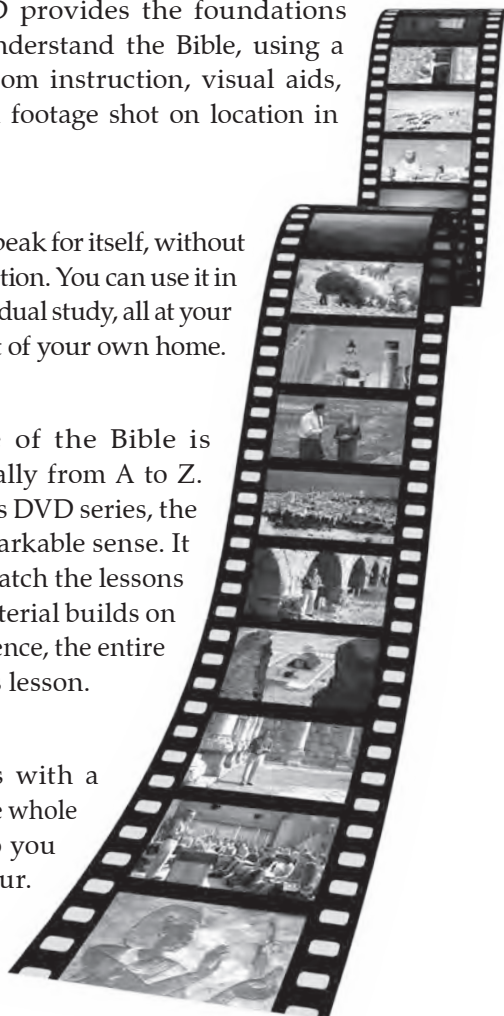 D provides the foundations
nderstand the Bible, using a
om instruction, visual aids,
footage shot on location in
peak for itself, without
tion. You can use it in
dual study, all at your
of your own home.
of the Bible is
ally from A to Z.
s DVD series, the
arkable sense. It
atch the lessons
terial builds on
ence, the entire
lesson.
s with a
whole
you
ur.